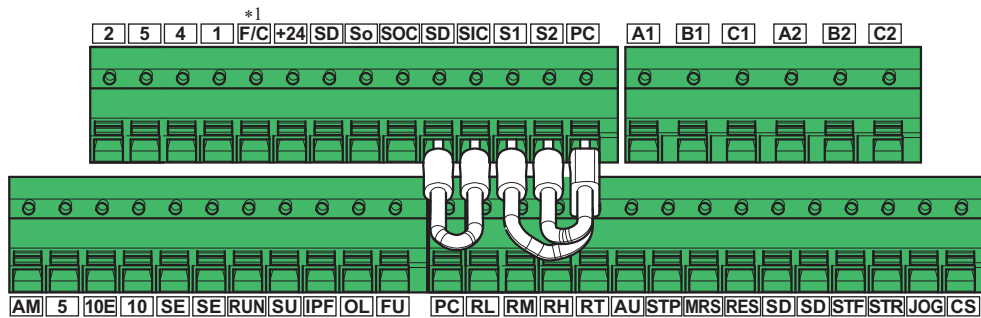 *1
2 5 4 1 F/C +24 SD So SOC SD SIC S1 S2 PC A1 B1 C1 A2 B2 C2
AM 5 10E 10 SE SE RUN SU IPF OL FU PC RL RM RH RT AU STP MRS RES SD SD STF STR JOG CS